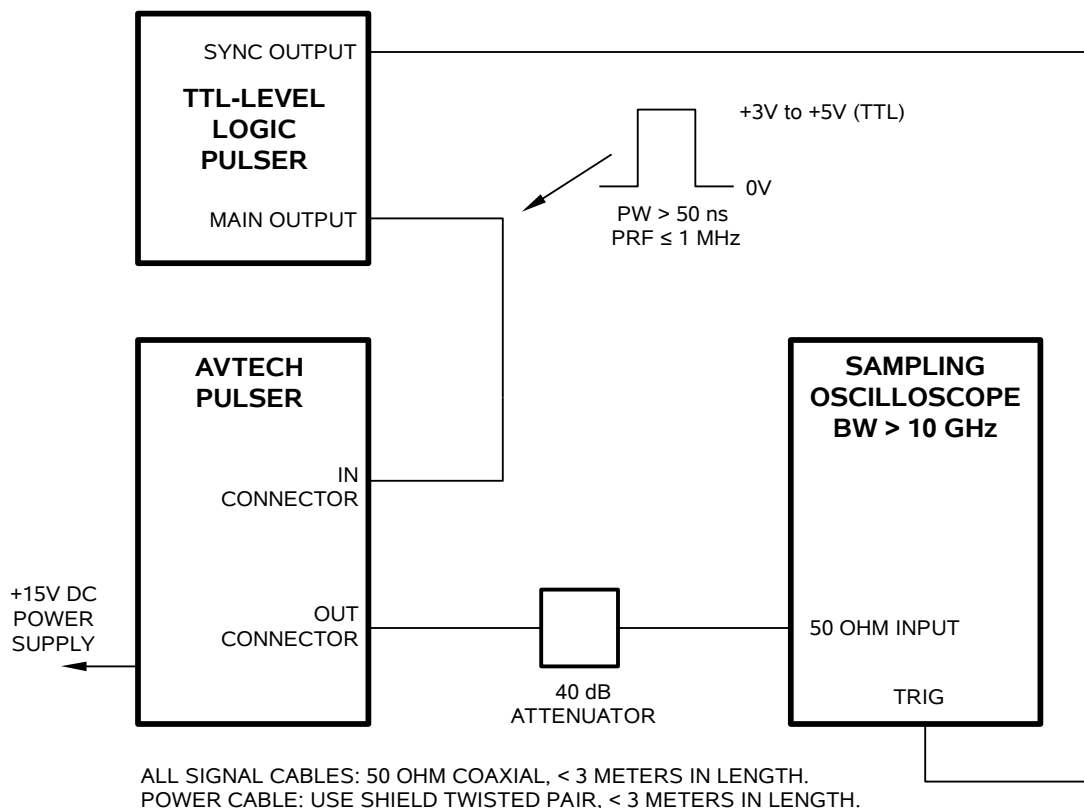 SYNC OUTPUT
TTL-LEVEL
LOGIC
PULSER
MAIN OUTPUT
+3V to +5V (TTL)
0V
PW > 50 ns
PRF ≤ 1 MHz
AVTECH
PULSER
IN
CONNECTOR
OUT
CONNECTOR
+15V DC
POWER
SUPPLY
40 dB
ATTENUATOR
SAMPLING
OSCILLOSCOPE
BW > 10 GHz
50 OHM INPUT
TRIG
ALL SIGNAL CABLES: 50 OHM COAXIAL, < 3 METERS IN LENGTH.
POWER CABLE: USE SHIELD TWISTED PAIR, < 3 METERS IN LENGTH.